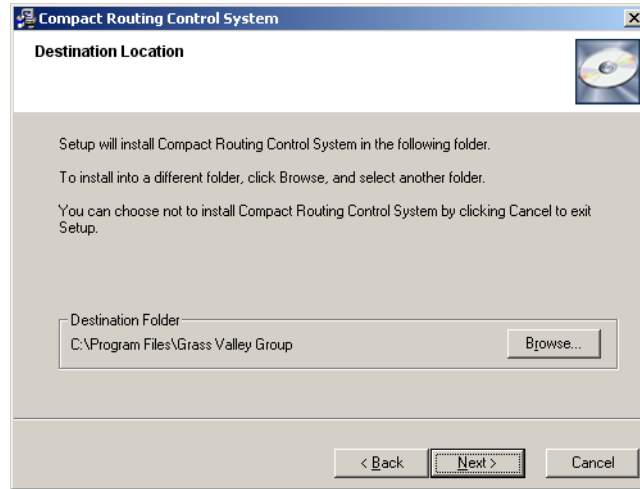 Compact Routing Control System
Destination Location
Setup will install Compact Routing Control System in the following folder.
To install into a different folder, click Browse, and select another folder.
You can choose not to install Compact Routing Control System by clicking Cancel to exit
Setup.
Destination Folder
C:\Program Files\Grass Valley Group
Browse...
< Back
Next >
Cancel